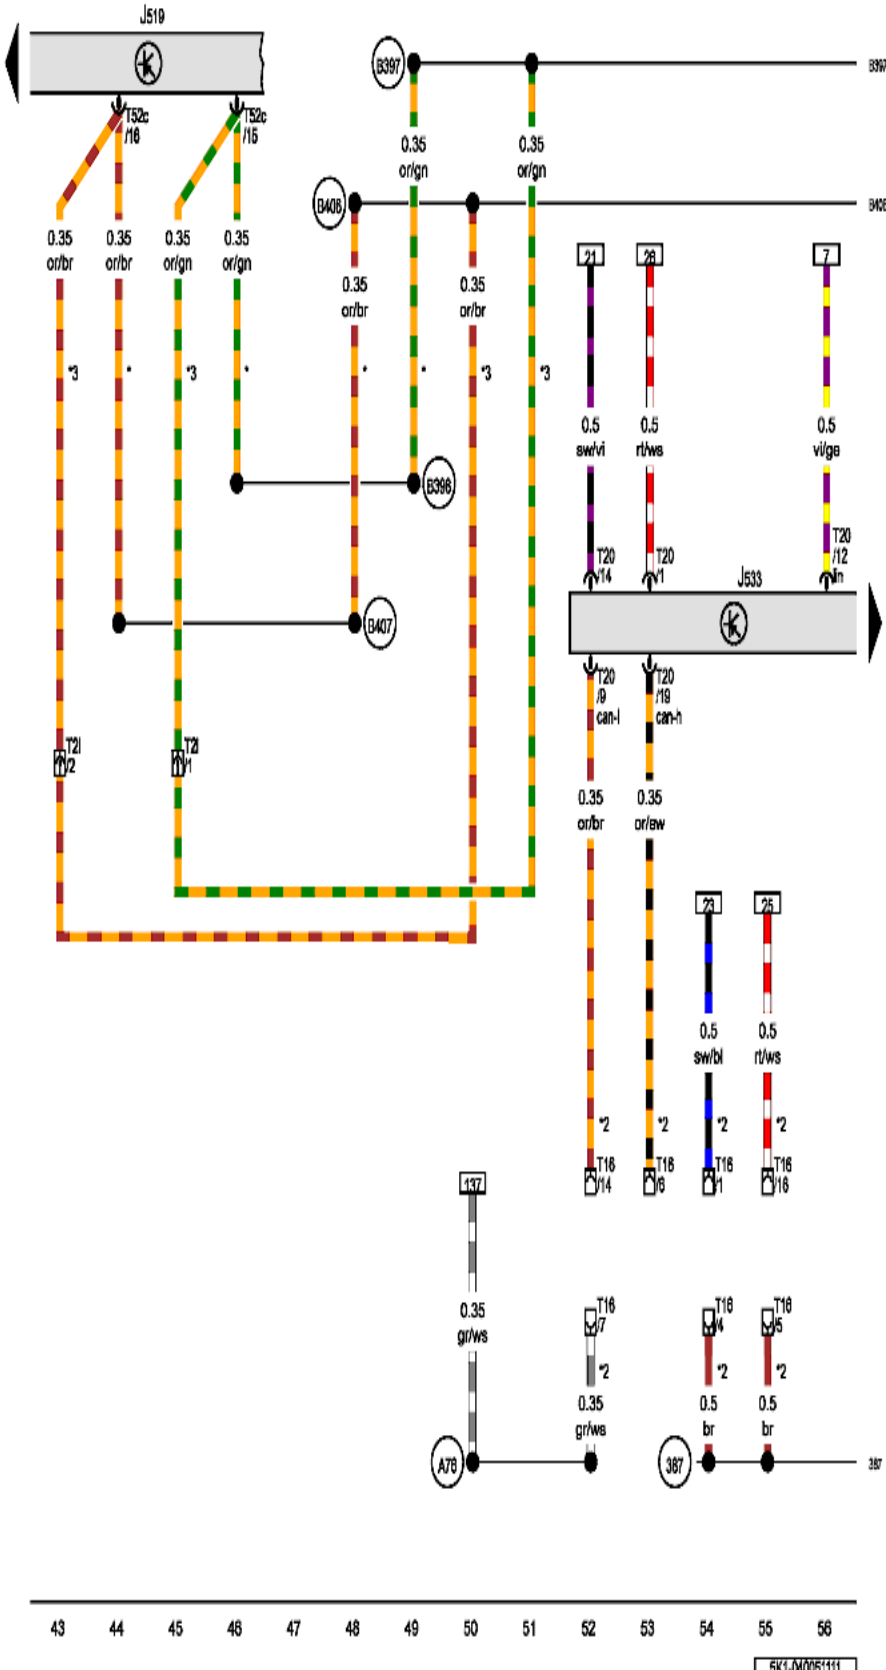 J519
B397
B397
T52c
/16
T52c
/15
0.35
or/gn
0.35
or/gn
B406
B406
0.35
or/br
0.35
or/br
0.35
or/gn
0.35
or/gn
21
26
7
0.35
or/br
0.35
or/br
*3
*
*3
*
*
*
*3
*3
0.5
sw/vi
0.5
rt/ws
0.5
vi/ge
B398
T20
/14
T20
/1
T20
/12
lin
J533
B407
T20
/9
can-l
T20
/19
can-h
T2l
/2
T2l
/1
0.35
or/br
0.35
or/sw
23
25
0.5
sw/bl
0.5
rt/ws
*2
*2
*2
*2
T16
/14
T16
/6
T16
/1
T16
/16
137
0.35
gr/ws
T16
/7
T16
/4
T16
/5
*2
*2
*2
0.35
gr/ws
0.5
br
0.5
br
A76
367
367
43 44 45 46 47 48 49 50 51 52 53 54 55 56